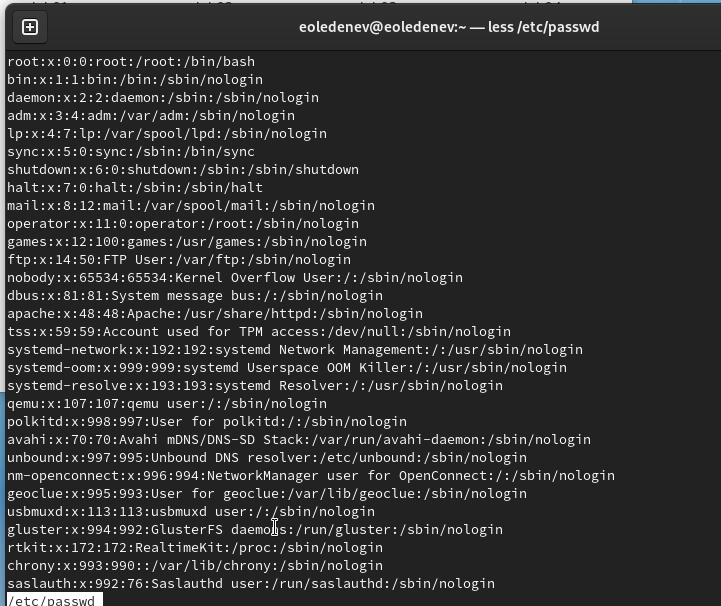 eoledenev@eoledenev:~ — less /etc/passwd
root:x:0:0:root:/root:/bin/bash
bin:x:1:1:bin:/bin:/sbin/nologin
daemon:x:2:2:daemon:/sbin:/sbin/nologin
adm:x:3:4:adm:/var/adm:/sbin/nologin
lp:x:4:7:lp:/var/spool/lpd:/sbin/nologin
sync:x:5:0:sync:/sbin:/bin/sync
shutdown:x:6:0:shutdown:/sbin:/sbin/shutdown
halt:x:7:0:halt:/sbin:/sbin/halt
mail:x:8:12:mail:/var/spool/mail:/sbin/nologin
operator:x:11:0:operator:/root:/sbin/nologin
games:x:12:100:games:/usr/games:/sbin/nologin
ftp:x:14:50:FTP User:/var/ftp:/sbin/nologin
nobody:x:65534:65534:Kernel Overflow User:/:/sbin/nologin
dbus:x:81:81:System message bus:/:/sbin/nologin
apache:x:48:48:Apache:/usr/share/httpd:/sbin/nologin
tss:x:59:59:Account used for TPM access:/dev/null:/sbin/nologin
systemd-network:x:192:192:systemd Network Management:/:/usr/sbin/nologin
systemd-oom:x:999:999:systemd Userspace OOM Killer:/:/usr/sbin/nologin
systemd-resolve:x:193:193:systemd Resolver:/:/usr/sbin/nologin
qemu:x:107:107:qemu user:/:/sbin/nologin
polkitd:x:998:997:User for polkitd:/:/sbin/nologin
avahi:x:70:70:Avahi mDNS/DNS-SD Stack:/var/run/avahi-daemon:/sbin/nologin
unbound:x:997:995:Unbound DNS resolver:/etc/unbound:/sbin/nologin
nm-openconnect:x:996:994:NetworkManager user for OpenConnect:/:/sbin/nologin
geoclue:x:995:993:User for geoclue:/var/lib/geoclue:/sbin/nologin
usbmuxd:x:113:113:usbmuxd user:/:/sbin/nologin
gluster:x:994:992:GlusterFS daemons:/run/gluster:/sbin/nologin
rtkit:x:172:172:RealtimeKit:/proc:/sbin/nologin
chrony:x:993:990::/var/lib/chrony:/sbin/nologin
saslauth:x:992:76:Saslauthd user:/run/saslauthd:/sbin/nologin
/etc/passwd